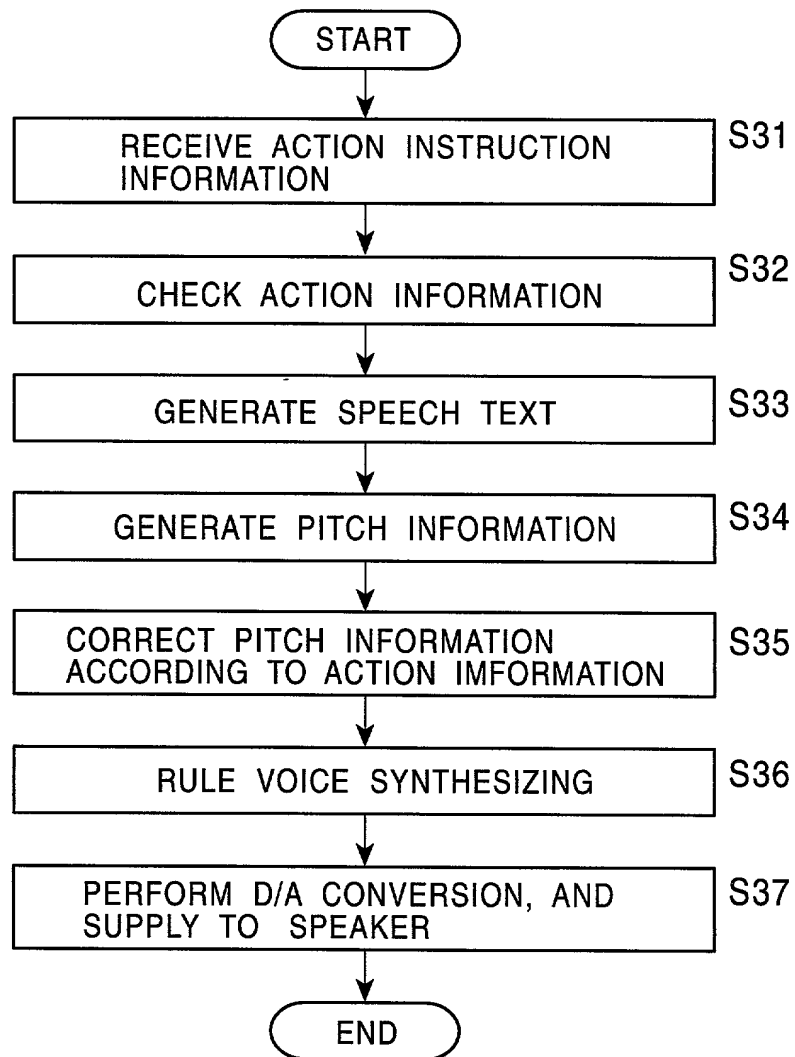 START
RECEIVE ACTION INSTRUCTION
INFORMATION
S31
CHECK ACTION INFORMATION
S32
GENERATE SPEECH TEXT
S33
GENERATE PITCH INFORMATION
S34
CORRECT PITCH INFORMATION
ACCORDING TO ACTION IMFORMATION
S35
RULE VOICE SYNTHESIZING
S36
PERFORM D/A CONVERSION, AND
SUPPLY TO SPEAKER
S37
END